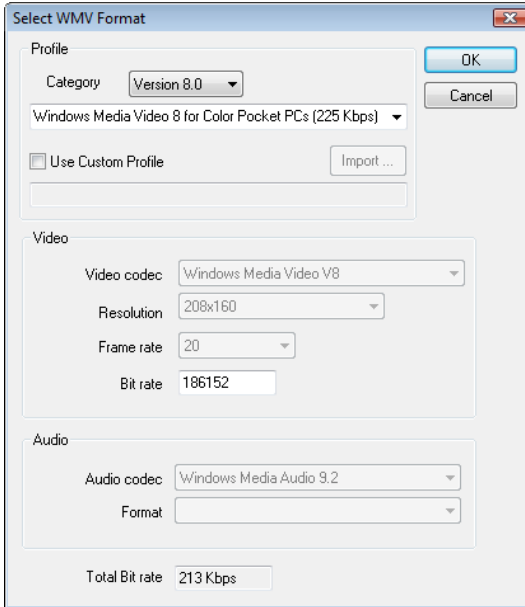 Select WMV Format
Profile
OK
Category Version 8.0
Cancel
Windows Media Video 8 for Color Pocket PCs (225 Kbps)
Use Custom Profile Import ...
Video
Video codec Windows Media Video V8
Resolution 208x160
Frame rate 20
Bit rate 186152
Audio
Audio codec Windows Media Audio 9.2
Format
Total Bit rate 213 Kbps